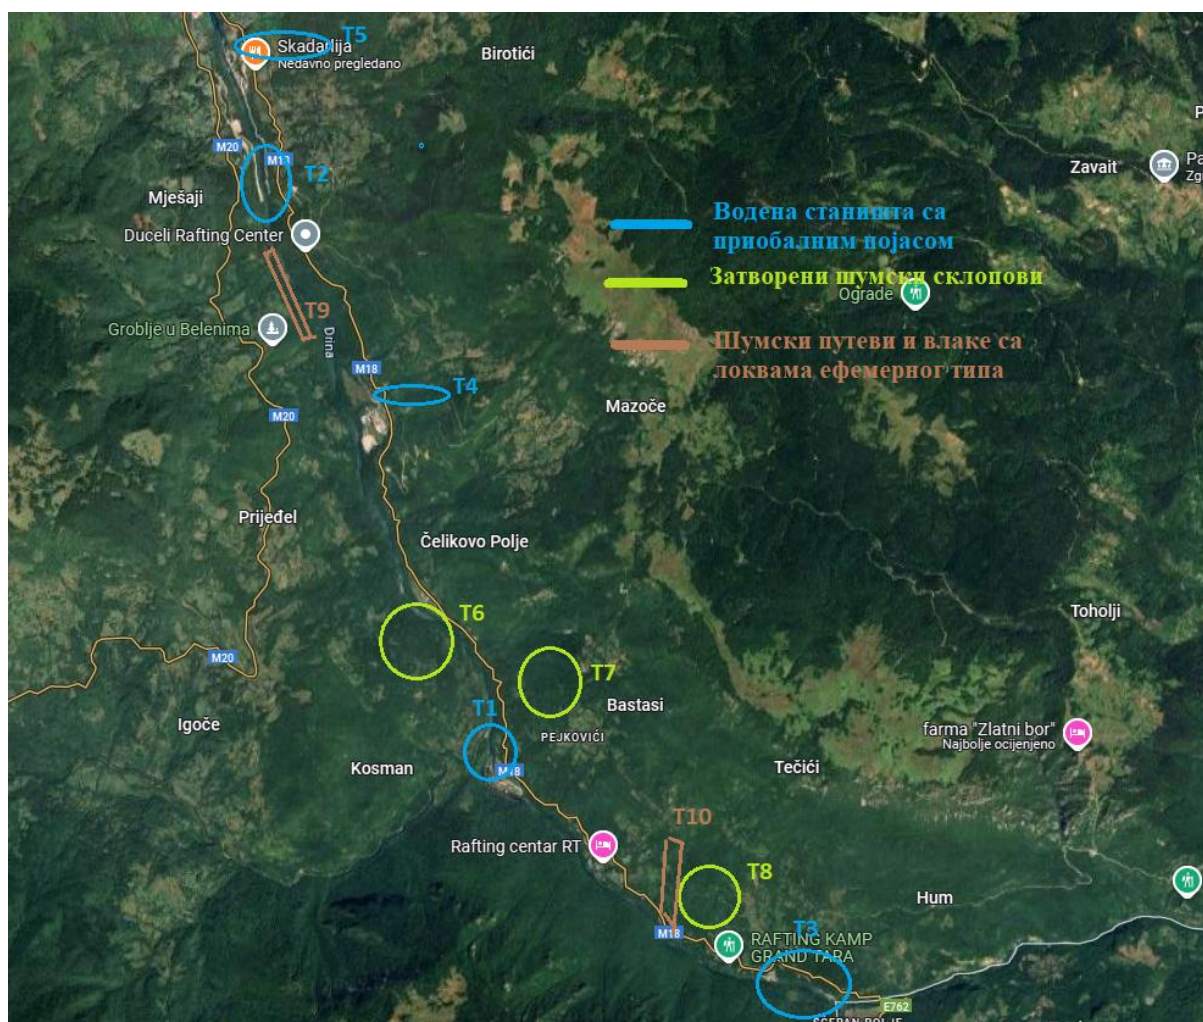 T5
Skadarlija
Nedavno pregledano
Birotići
M20
M18
T2
Zavait
Mješaji
Водена станишта са
приобалним појасом
Duceli Rafting Center
Затворени шумски склопови
Ograde
T9
Groblje u Belenima
Drina
Шумски путеви и влаке са
локвама ефемерног типа
M18
T4
Mazoče
M20
Prijeđel
Čelikovo Polje
T6
Toholji
M20
T7
Bastasi
T1
Igoče
PEJKOVIĆI
farma "Zlatni bor"
Najbolje ocijenjeno
Kosman
M18
Tečići
T10
Rafting centar RT
T8
Hum
T3
M18
RAFTING KAMP
GRAND TARA
E762